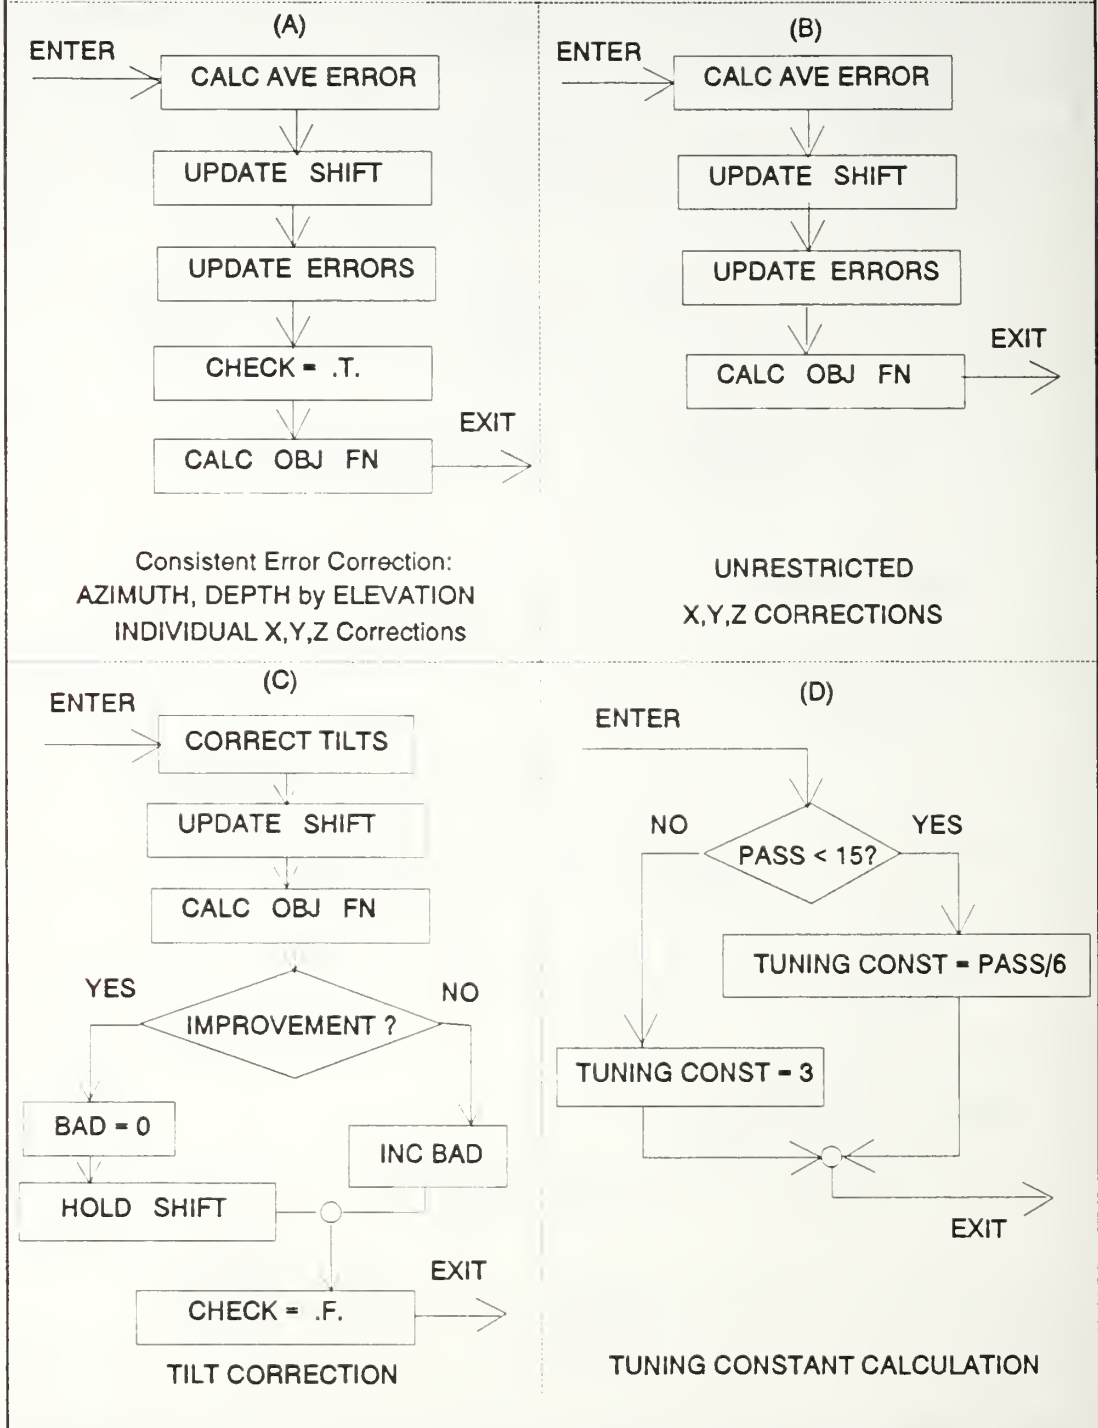 (A)
ENTER
CALC AVE ERROR
UPDATE SHIFT
UPDATE ERRORS
CHECK = .T.
EXIT
CALC OBJ FN
Consistent Error Correction:
AZIMUTH, DEPTH by ELEVATION
INDIVIDUAL X,Y,Z Corrections
(B)
ENTER
CALC AVE ERROR
UPDATE SHIFT
UPDATE ERRORS
EXIT
CALC OBJ FN
UNRESTRICTED
X,Y,Z CORRECTIONS
(C)
ENTER
CORRECT TILTS
UPDATE SHIFT
CALC OBJ FN
YES
NO
IMPROVEMENT ?
BAD = 0
INC BAD
HOLD SHIFT
EXIT
CHECK = .F.
TILT CORRECTION
(D)
ENTER
NO
YES
PASS < 15?
TUNING CONST = PASS/6
TUNING CONST = 3
EXIT
TUNING CONSTANT CALCULATION